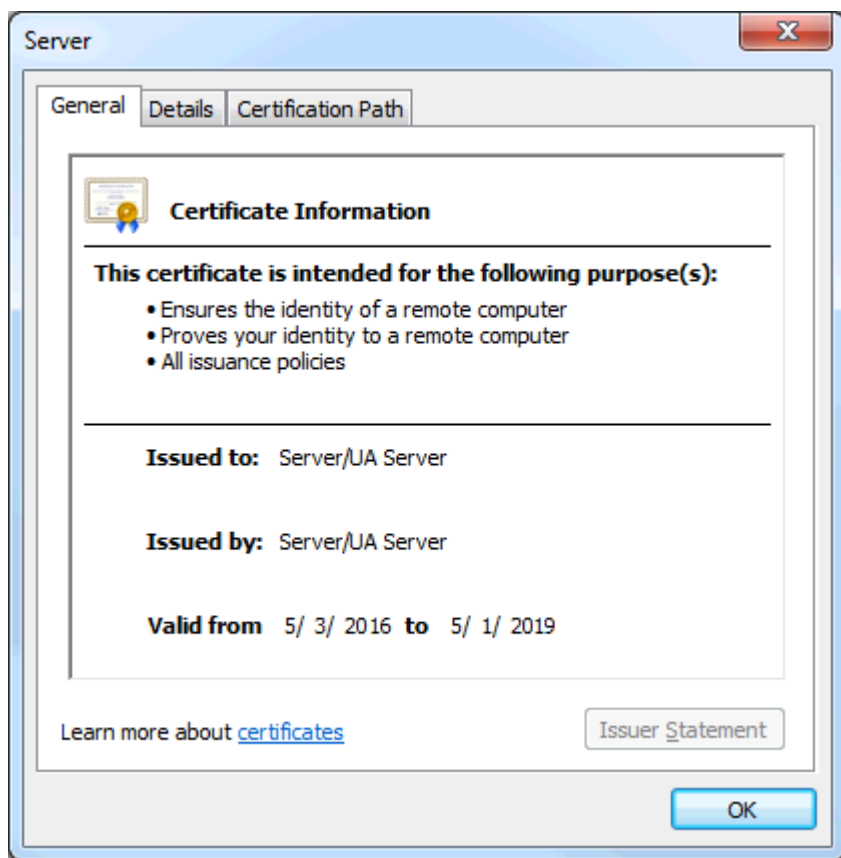 Server
General Details Certification Path
Certificate Information
This certificate is intended for the following purpose(s):
• Ensures the identity of a remote computer
• Proves your identity to a remote computer
• All issuance policies
Issued to: Server/UA Server
Issued by: Server/UA Server
Valid from 5/ 3/ 2016 to 5/ 1/ 2019
Learn more about certificates
Issuer Statement
OK